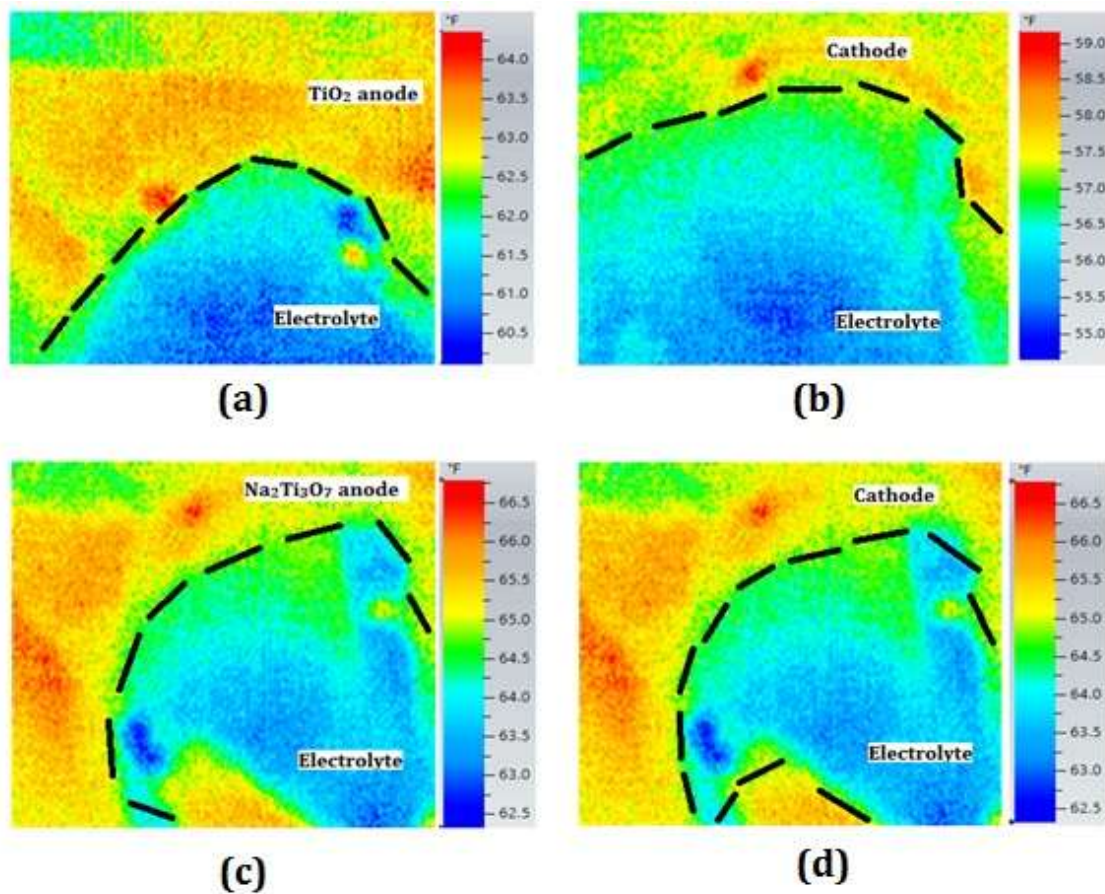 °F
64.0
63.5
63.0
62.5
62.0
61.5
61.0
60.5
TiO₂ anode
Electrolyte
(a)
°F
59.0
58.5
58.0
57.5
57.0
56.5
56.0
55.5
55.0
Cathode
Electrolyte
(b)
°F
66.5
66.0
65.5
65.0
64.5
64.0
63.5
63.0
62.5
Na₂Ti₃O₇ anode
Electrolyte
(c)
°F
66.5
66.0
65.5
65.0
64.5
64.0
63.5
63.0
62.5
Cathode
Electrolyte
(d)